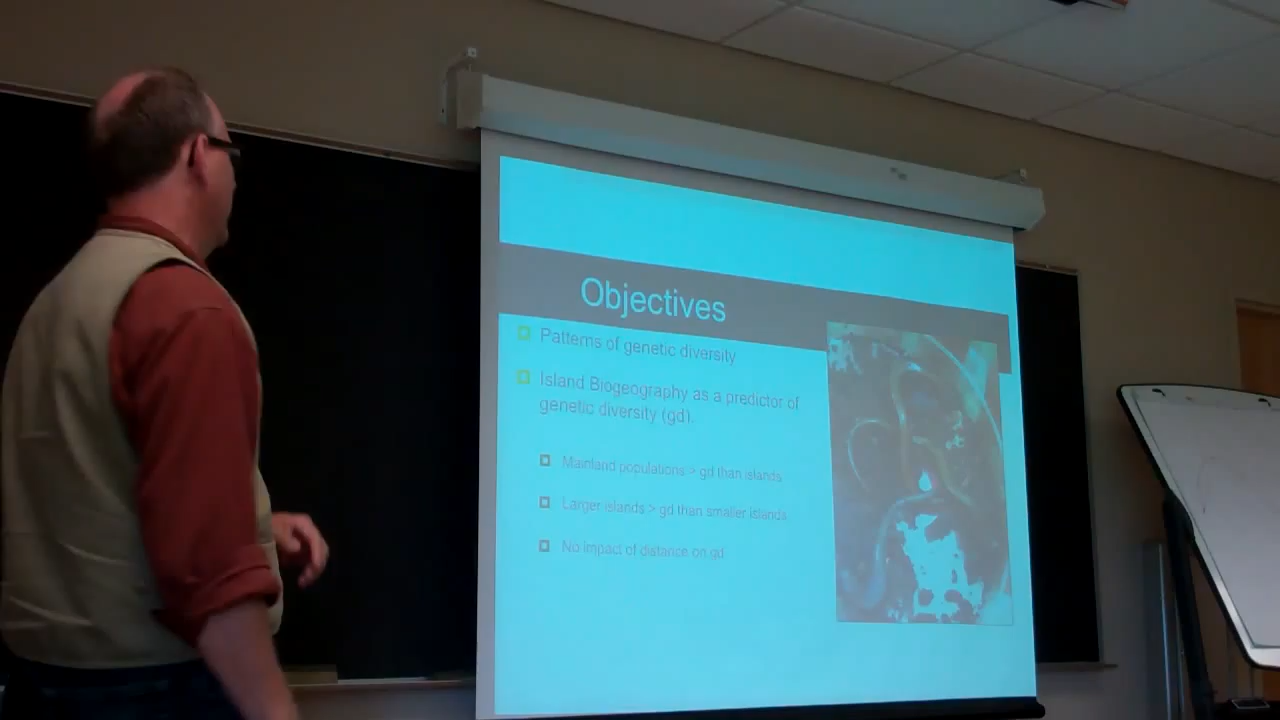 Objectives
Patterns of genetic diversity
Island Biogeography as a predictor of
genetic diversity (gd).
Mainland populations > gd than islands
Larger islands > gd than smaller islands
No impact of distance on gd